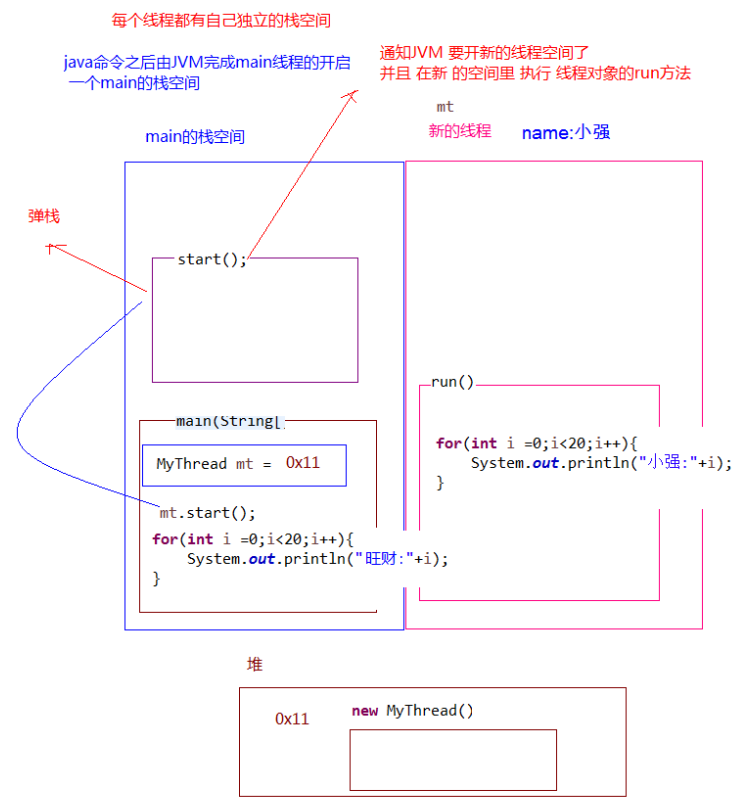 每个线程都有自己独立的栈空间
java命令之后由JVM完成main线程的开启
一个main的栈空间
通知JVM 要开新的线程空间了
并且 在新 的空间里 执行 线程对象的run方法
mt
新的线程 name:小强
main的栈空间
弹栈
start();
run()
for(int i =0;i<20;i++){
System.out.println("小强:"+i);
}
main(String[]
MyThread mt = 0x11
mt.start();
for(int i =0;i<20;i++){
System.out.println("旺财:"+i);
}
堆
0x11 new MyThread()